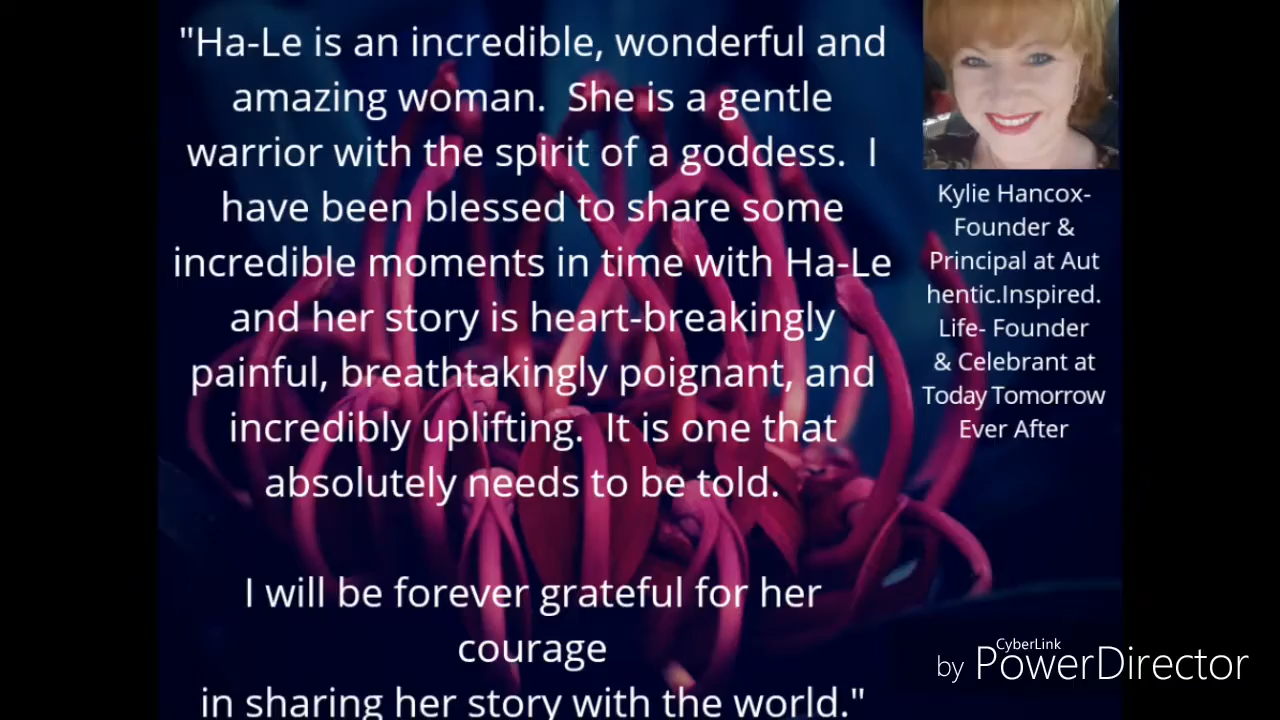 "Ha-Le is an incredible, wonderful and
amazing woman.  She is a gentle
warrior with the spirit of a goddess.  I
have been blessed to share some
incredible moments in time with Ha-Le
and her story is heart-breakingly
painful, breathtakingly poignant, and
incredibly uplifting.  It is one that
absolutely needs to be told.
I will be forever grateful for her
courage
in sharing her story with the world."
Kylie Hancox-
Founder &
Principal at Aut
hentic.Inspired.
Life- Founder
& Celebrant at
Today Tomorrow
Ever After
CyberLink
by PowerDirector